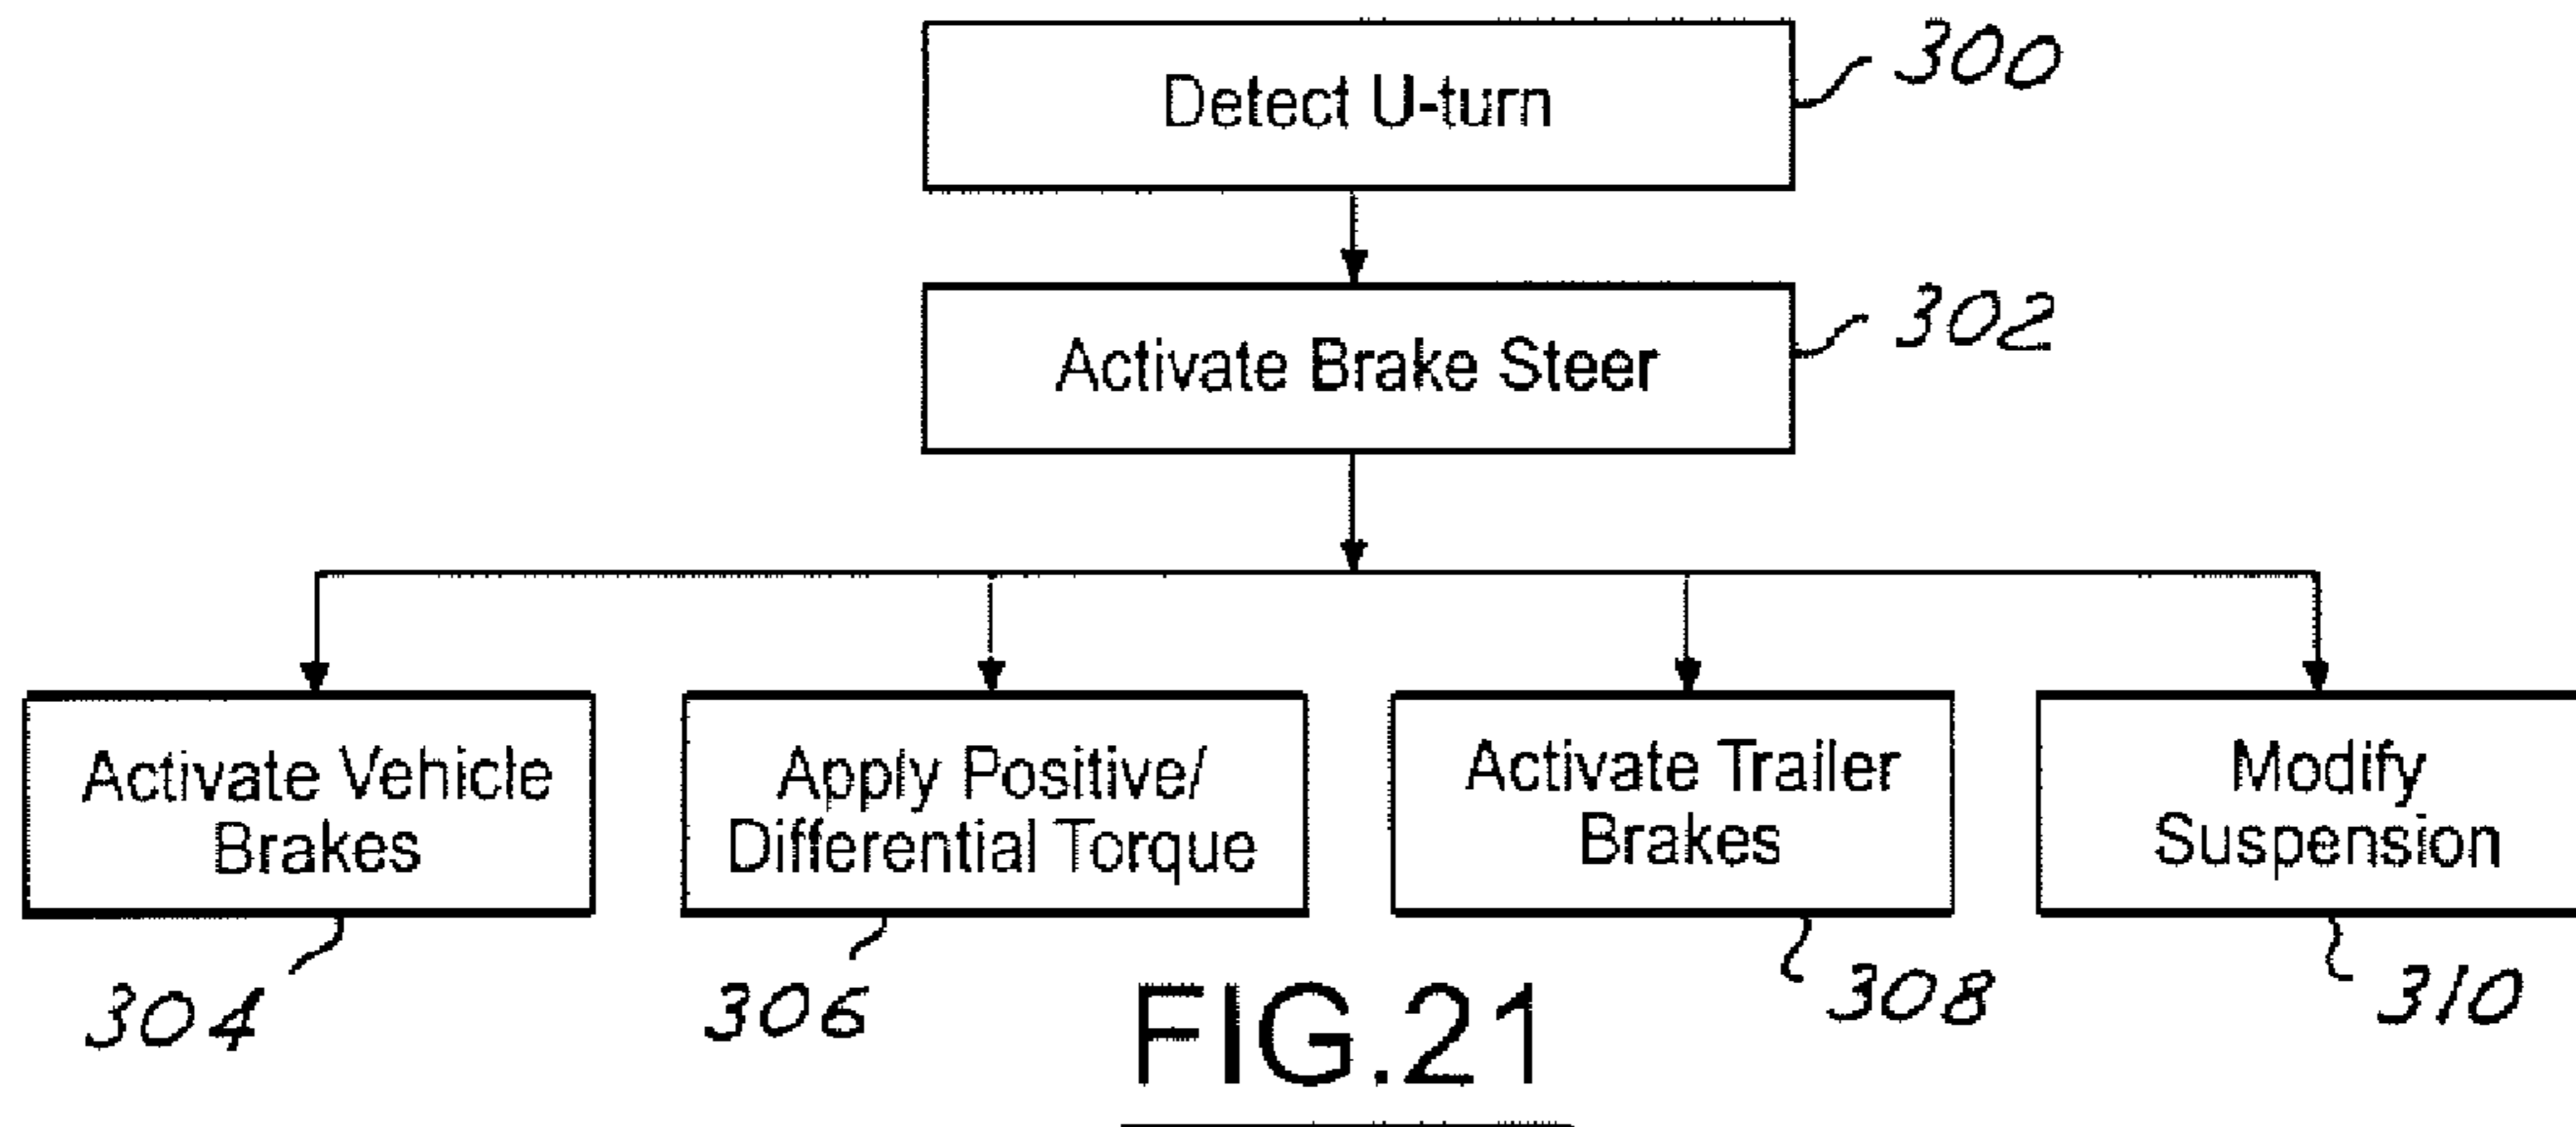 Detect U-turn
300
Activate Brake Steer
302
Activate Vehicle
Brakes
304
Apply Positive/
Differential Torque
306
Activate Trailer
Brakes
308
Modify
Suspension
310
FIG.21